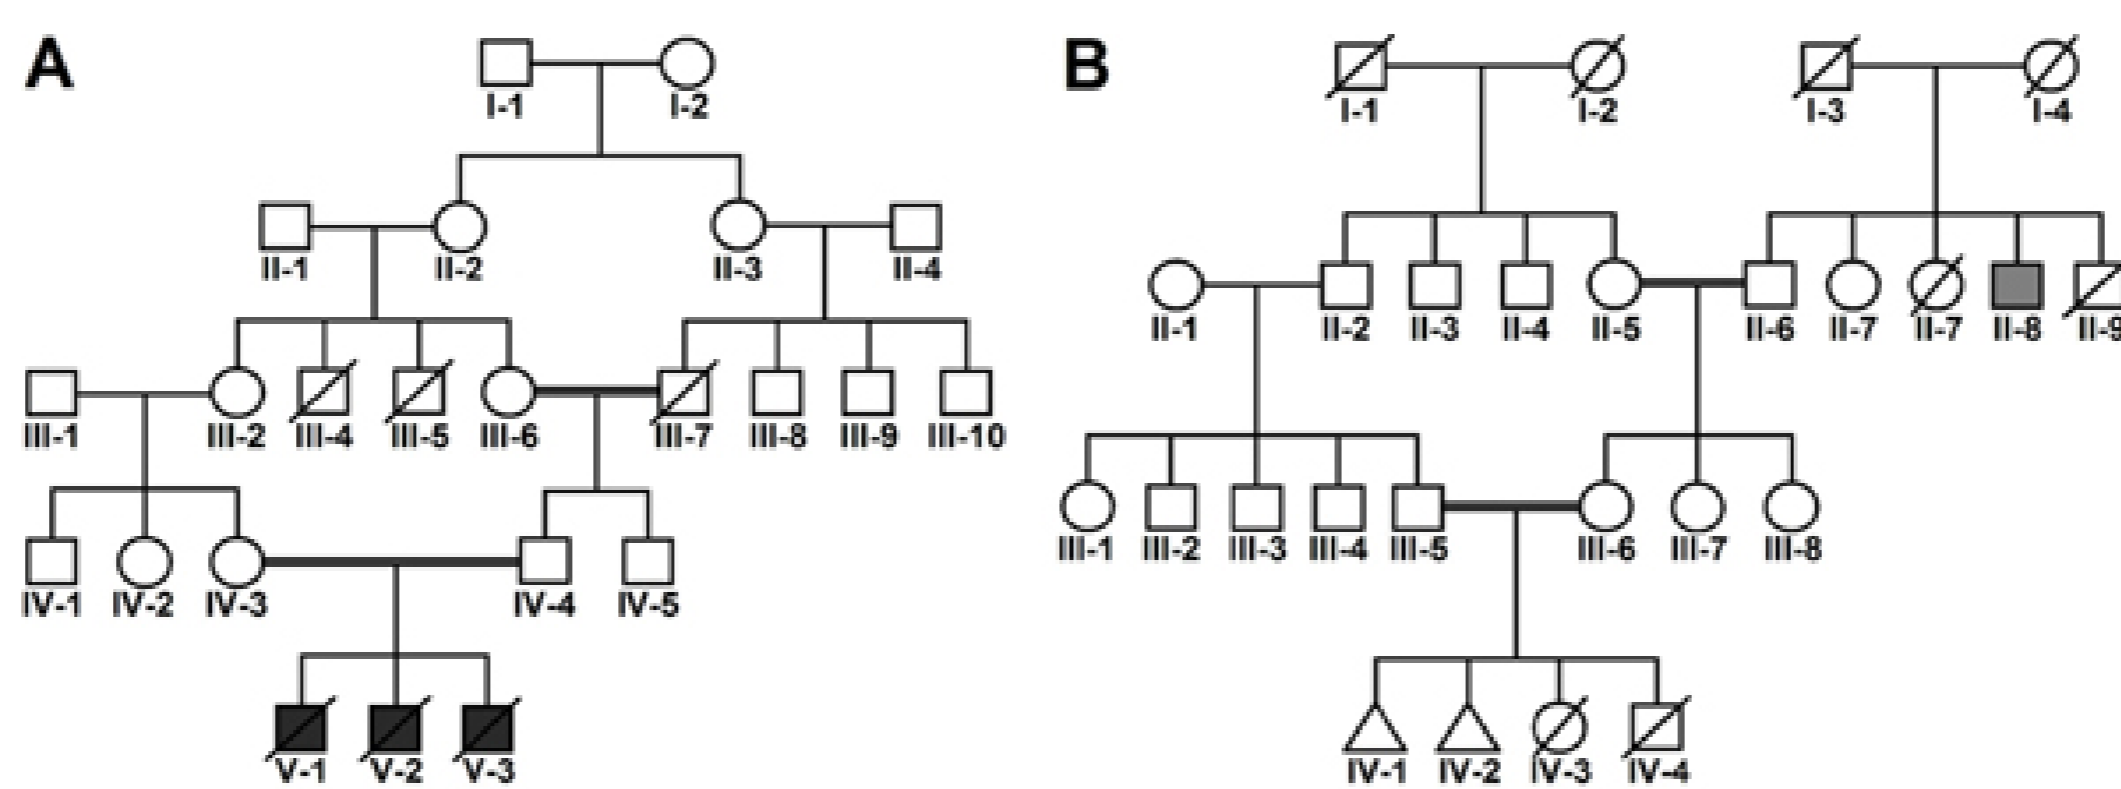 A
I-1 I-2
II-1 II-2 II-3 II-4
III-1 III-2 III-4 III-5 III-6 III-7 III-8 III-9 III-10
IV-1 IV-2 IV-3 IV-4 IV-5
V-1 V-2 V-3
B
I-1 I-2 I-3 I-4
II-1 II-2 II-3 II-4 II-5 II-6 II-7 II-7 II-8 II-9
III-1 III-2 III-3 III-4 III-5 III-6 III-7 III-8
IV-1 IV-2 IV-3 IV-4